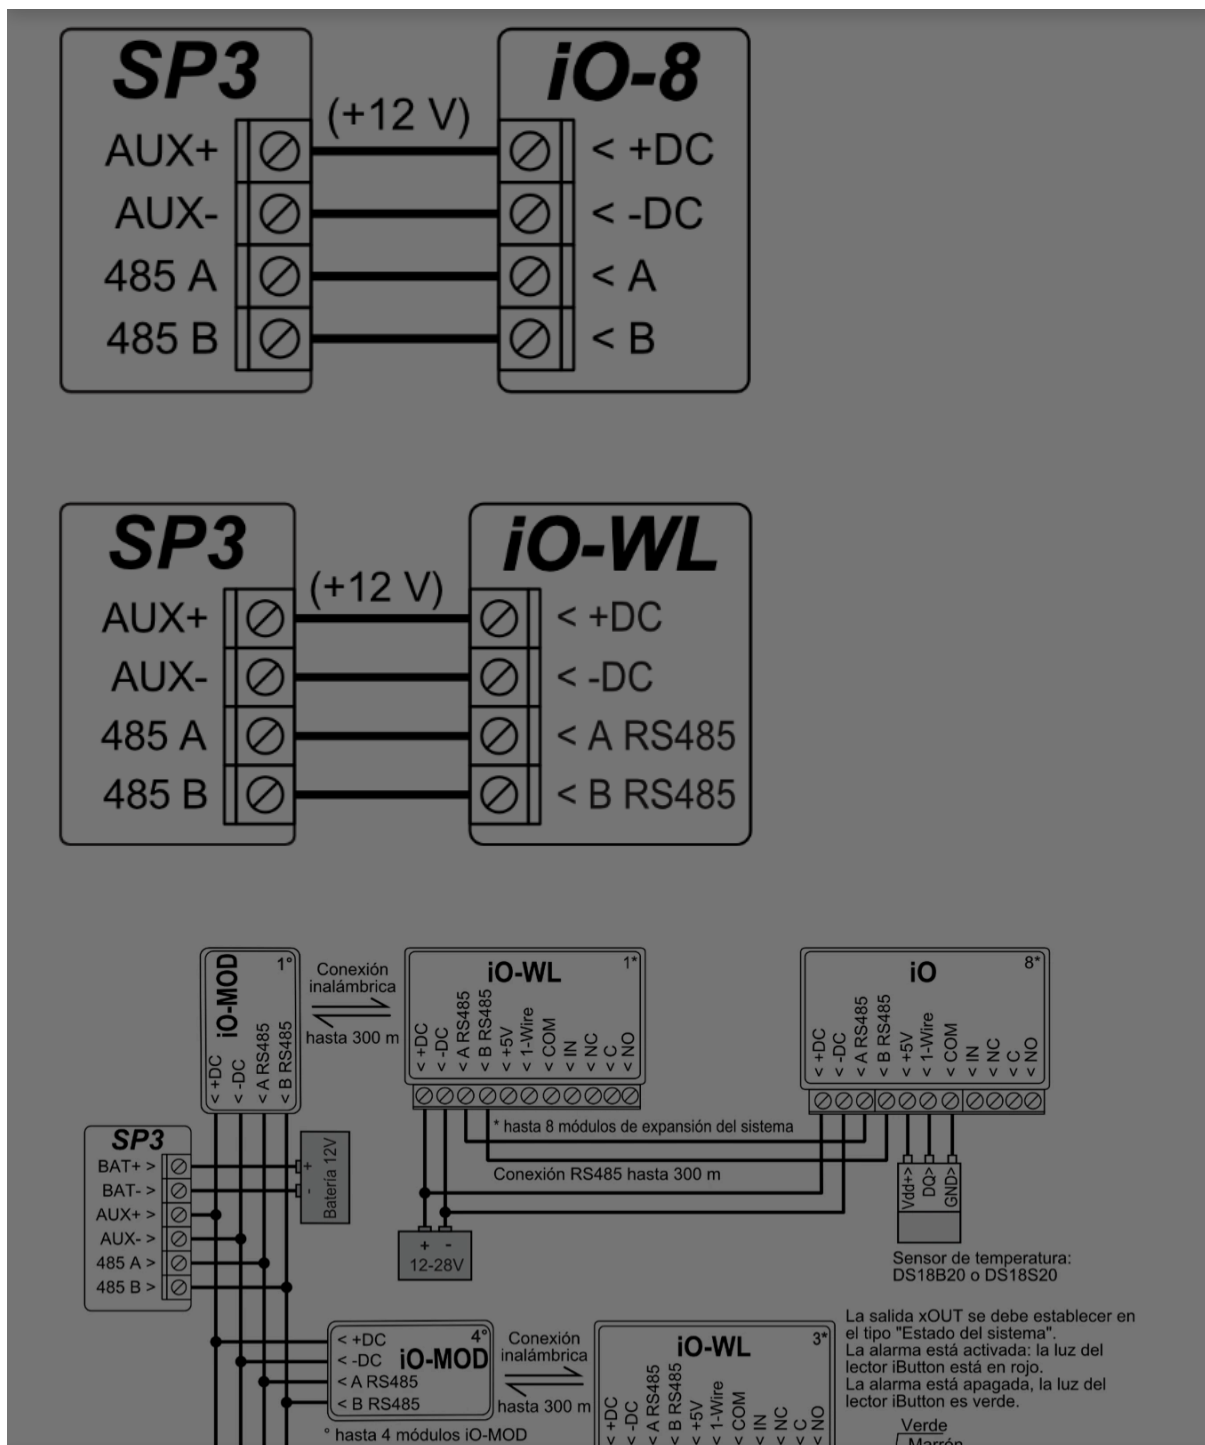 SP3
iO-8
(+12 V)
AUX+
< +DC
AUX-
< -DC
485 A
< A
485 B
< B
SP3
iO-WL
(+12 V)
AUX+
< +DC
AUX-
< -DC
485 A
< A RS485
485 B
< B RS485
iO-MOD
1°
< +DC
< -DC
< A RS485
< B RS485
Conexión
inalámbrica
hasta 300 m
iO-WL
1*
< +DC
< -DC
< A RS485
< B RS485
< +5V
< 1-Wire
< COM
< IN
< NC
< C
< NO
iO
8*
< +DC
< -DC
< A RS485
< B RS485
< +5V
< 1-Wire
< COM
< IN
< NC
< C
< NO
* hasta 8 módulos de expansión del sistema
Conexión RS485 hasta 300 m
SP3
BAT+ >
BAT- >
AUX+ >
AUX- >
485 A >
485 B >
+
-
Batería 12V
+ -
12-28V
Vdd+>
DQ>
GND>
Sensor de temperatura:
DS18B20 o DS18S20
< +DC
< -DC
< A RS485
< B RS485
iO-MOD
4°
° hasta 4 módulos iO-MOD
Conexión
inalámbrica
hasta 300 m
iO-WL
3*
< +DC
< -DC
< A RS485
< B RS485
< +5V
< 1-Wire
< COM
< IN
< NC
< C
< NO
La salida xOUT se debe establecer en
el tipo "Estado del sistema".
La alarma está activada: la luz del
lector iButton está en rojo.
La alarma está apagada, la luz del
lector iButton es verde.
Verde
Marrón